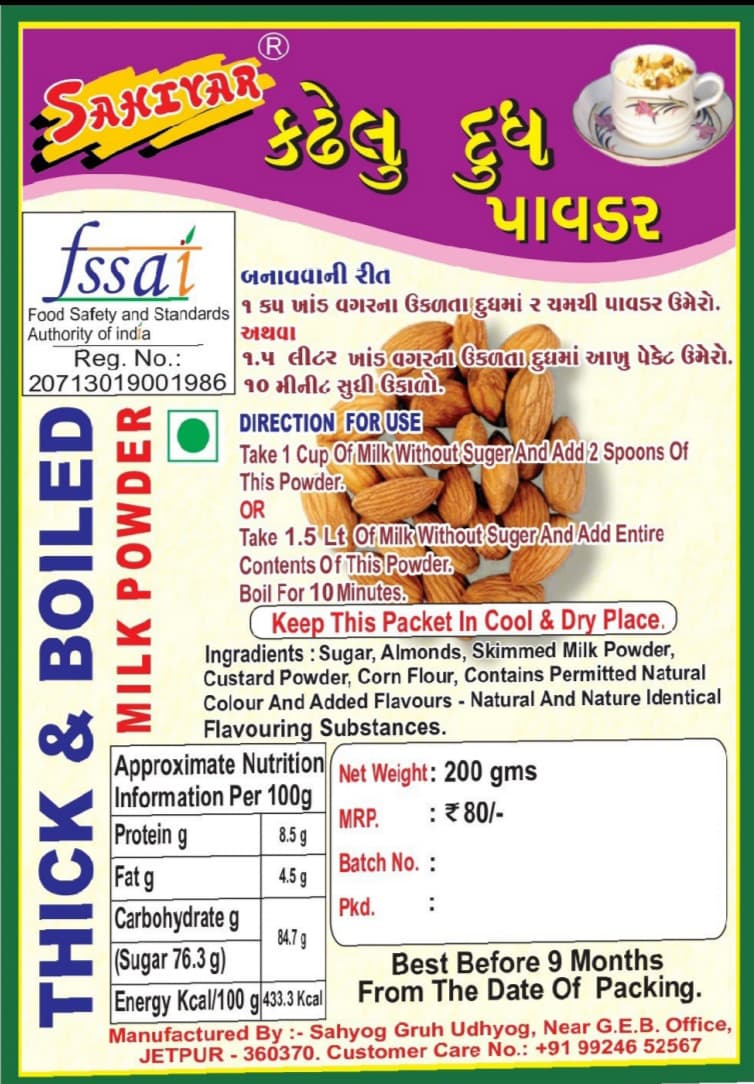 SAHIYAR ®
કઢેલુ દુધ
પાવડર
fssai
Food Safety and Standards
Authority of india
Reg. No.:
20713019001986
બનાવવાની રીત
૧ કપ ખાંડ વગરના ઉકળતા દુધમાં ૨ ચમચી પાવડર ઉમેરો.
અથવા
૧.૫ લીટર ખાંડ વગરના ઉકળતા દુધમાં આખુ પેકેટ ઉમેરો.
૧૦ મીનીટ સુધી ઉકાળો.
THICK & BOILED
MILK POWDER
DIRECTION FOR USE
Take 1 Cup Of Milk Without Suger And Add 2 Spoons Of
This Powder.
OR
Take 1.5 Lt Of Milk Without Suger And Add Entire
Contents Of This Powder.
Boil For 10 Minutes.
Keep This Packet In Cool & Dry Place.
Ingredients : Sugar, Almonds, Skimmed Milk Powder,
Custard Powder, Corn Flour, Contains Permitted Natural
Colour And Added Flavours - Natural And Nature Identical
Flavouring Substances.
Approximate Nutrition
Information Per 100g
Protein g 8.5 g
Fat g 4.5 g
Carbohydrate g 84.7 g
(Sugar 76.3 g)
Energy Kcal/100 g 433.3 Kcal
Net Weight : 200 gms
MRP. : ₹ 80/-
Batch No. :
Pkd. :
Best Before 9 Months
From The Date Of Packing.
Manufactured By :- Sahyog Gruh Udhyog, Near G.E.B. Office,
JETPUR - 360370. Customer Care No.: +91 99246 52567